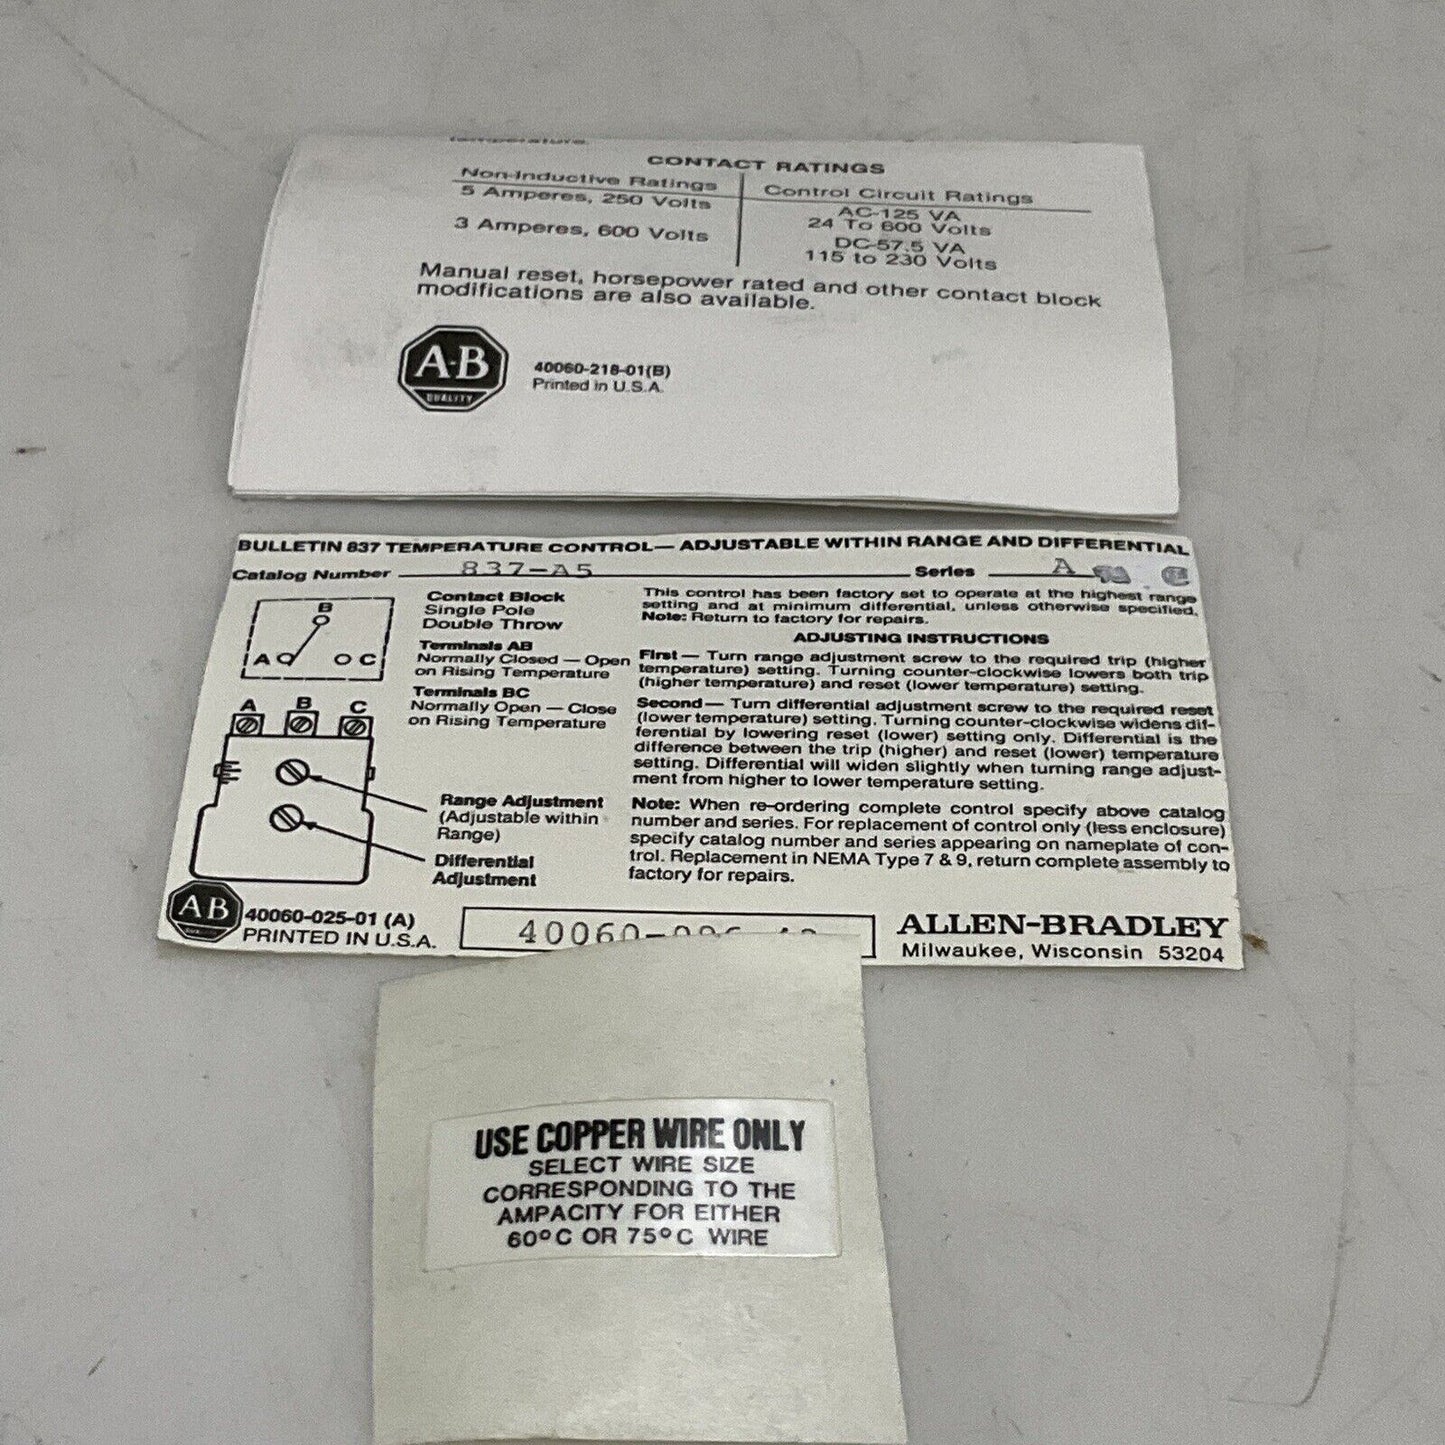 CONTACT RATINGS
Non-Inductive Ratings
5 Amperes, 250 Volts
3 Amperes, 600 Volts
Control Circuit Ratings
AC-125 VA
24 To 600 Volts
DC-57.5 VA
115 to 230 Volts
Manual reset, horsepower rated and other contact block
modifications are also available.
A-B
QUALITY
40060-218-01(B)
Printed in U.S.A.
BULLETIN 837 TEMPERATURE CONTROL— ADJUSTABLE WITHIN RANGE AND DIFFERENTIAL
Catalog Number 837-A5 Series A
B
A C
Contact Block
Single Pole
Double Throw
Terminals AB
Normally Closed — Open
on Rising Temperature
Terminals BC
Normally Open — Close
on Rising Temperature
A B C
Range Adjustment
(Adjustable within
Range)
Differential
Adjustment
This control has been factory set to operate at the highest range
setting and at minimum differential, unless otherwise specified.
Note: Return to factory for repairs.
ADJUSTING INSTRUCTIONS
First — Turn range adjustment screw to the required trip (higher
temperature) setting. Turning counter-clockwise lowers both trip
(higher temperature) and reset (lower temperature) setting.
Second — Turn differential adjustment screw to the required reset
(lower temperature) setting. Turning counter-clockwise widens dif-
ferential by lowering reset (lower) setting only. Differential is the
difference between the trip (higher) and reset (lower) temperature
setting. Differential will widen slightly when turning range adjust-
ment from higher to lower temperature setting.
Note: When re-ordering complete control specify above catalog
number and series. For replacement of control only (less enclosure)
specify catalog number and series appearing on nameplate of con-
trol. Replacement in NEMA Type 7 & 9, return complete assembly to
factory for repairs.
AB
40060-025-01 (A)
PRINTED IN U.S.A.
40060-
ALLEN-BRADLEY
Milwaukee, Wisconsin 53204
USE COPPER WIRE ONLY
SELECT WIRE SIZE
CORRESPONDING TO THE
AMPACITY FOR EITHER
60°C OR 75°C WIRE